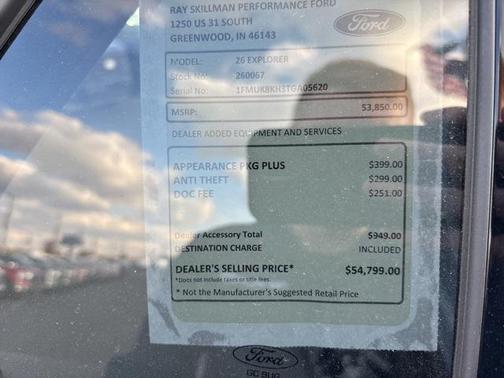 RAY SKILLMAN PERFORMANCE FORD
1250 US 31 SOUTH
GREENWOOD, IN 46143
Ford
MODEL: 26 EXPLORER
Stock No: 260067
Serial No: 1FMUK8KH3TGA05620
MSRP: 53,850.00
DEALER ADDED EQUIPMENT AND SERVICES
APPEARANCE PKG PLUS $399.00
ANTI THEFT $299.00
DOC FEE $251.00
Dealer Accessory Total $949.00
DESTINATION CHARGE INCLUDED
DEALER'S SELLING PRICE* $54,799.00
*Does not include taxes or title fees.
* Not the Manufacturer's Suggested Retail Price
Ford